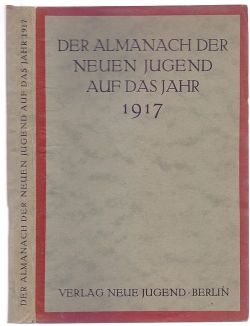 DER ALMANACH DER NEUEN JUGEND AUF DAS JAHR 1917
DER ALMANACH DER
NEUEN JUGEND
AUF DAS JAHR
1917
VERLAG NEUE JUGEND · BERLIN